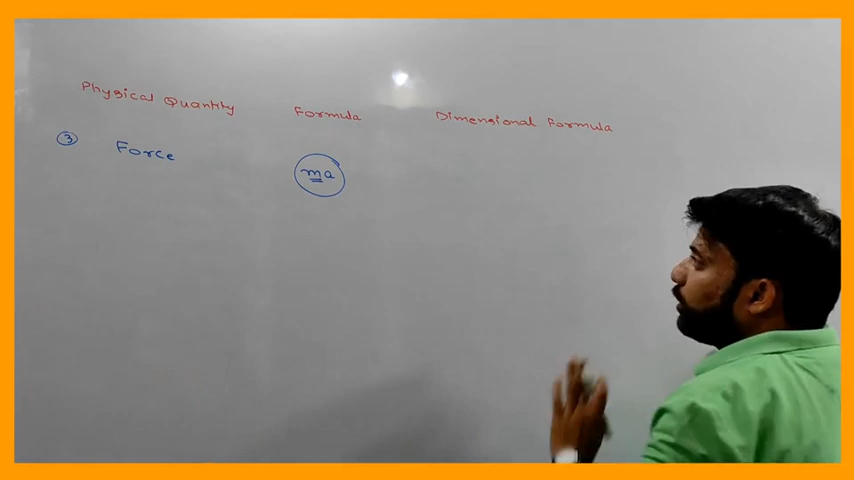 Physical Quantity Formula Dimensional Formula
③ Force ma